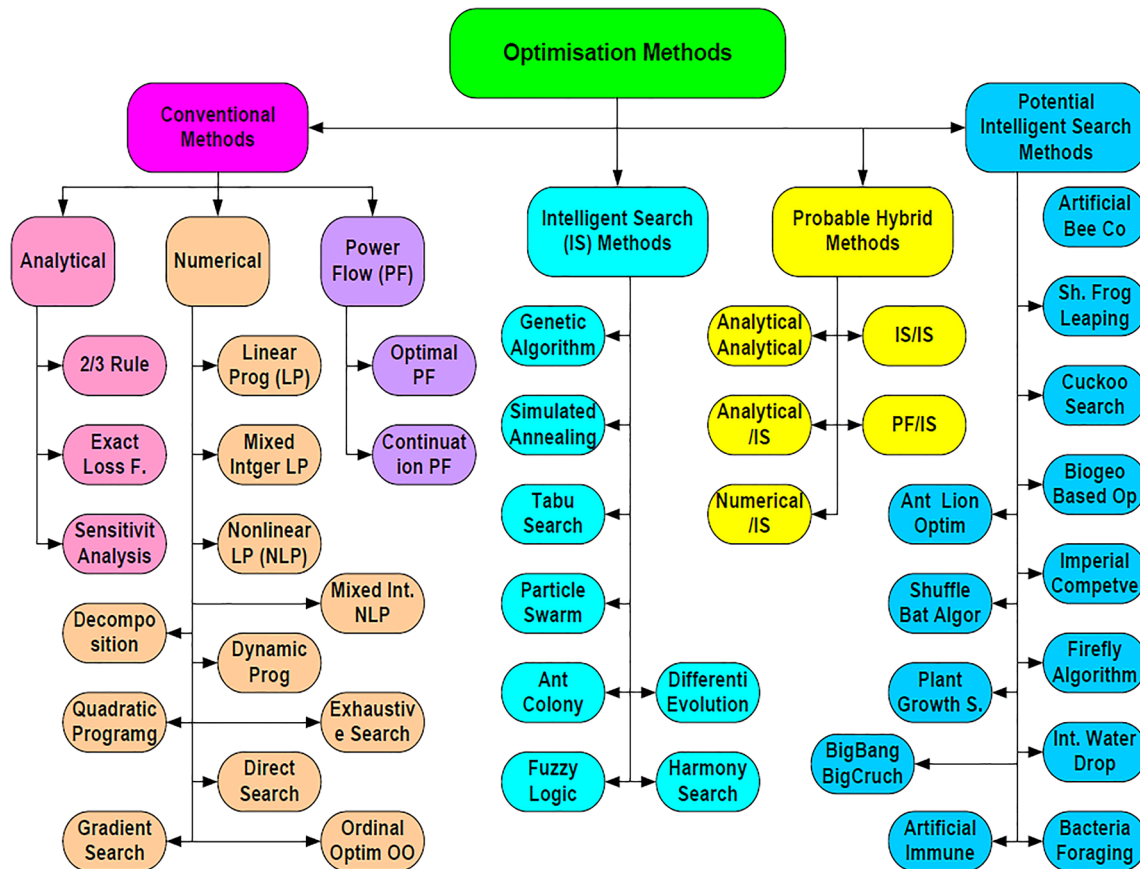 Optimisation Methods
Conventional
Methods
Potential
Intelligent Search
Methods
Analytical
Numerical
Power
Flow (PF)
Intelligent Search
(IS) Methods
Probable Hybrid
Methods
2/3 Rule
Exact
Loss F.
Sensitivit
Analysis
Linear
Prog (LP)
Mixed
Intger LP
Nonlinear
LP (NLP)
Mixed Int.
NLP
Decompo
sition
Dynamic
Prog
Quadratic
Programg
Exhaustiv
e Search
Direct
Search
Gradient
Search
Ordinal
Optim OO
Optimal
PF
Continuat
ion PF
Genetic
Algorithm
Simulated
Annealing
Tabu
Search
Particle
Swarm
Ant
Colony
Differenti
Evolution
Fuzzy
Logic
Harmony
Search
Analytical
Analytical
IS/IS
Analytical
/IS
PF/IS
Numerical
/IS
Artificial
Bee Co
Sh. Frog
Leaping
Cuckoo
Search
Biogeo
Based Op
Ant Lion
Optim
Imperial
Competve
Shuffle
Bat Algor
Firefly
Algorithm
Plant
Growth S.
Int. Water
Drop
BigBang
BigCruch
Artificial
Immune
Bacteria
Foraging